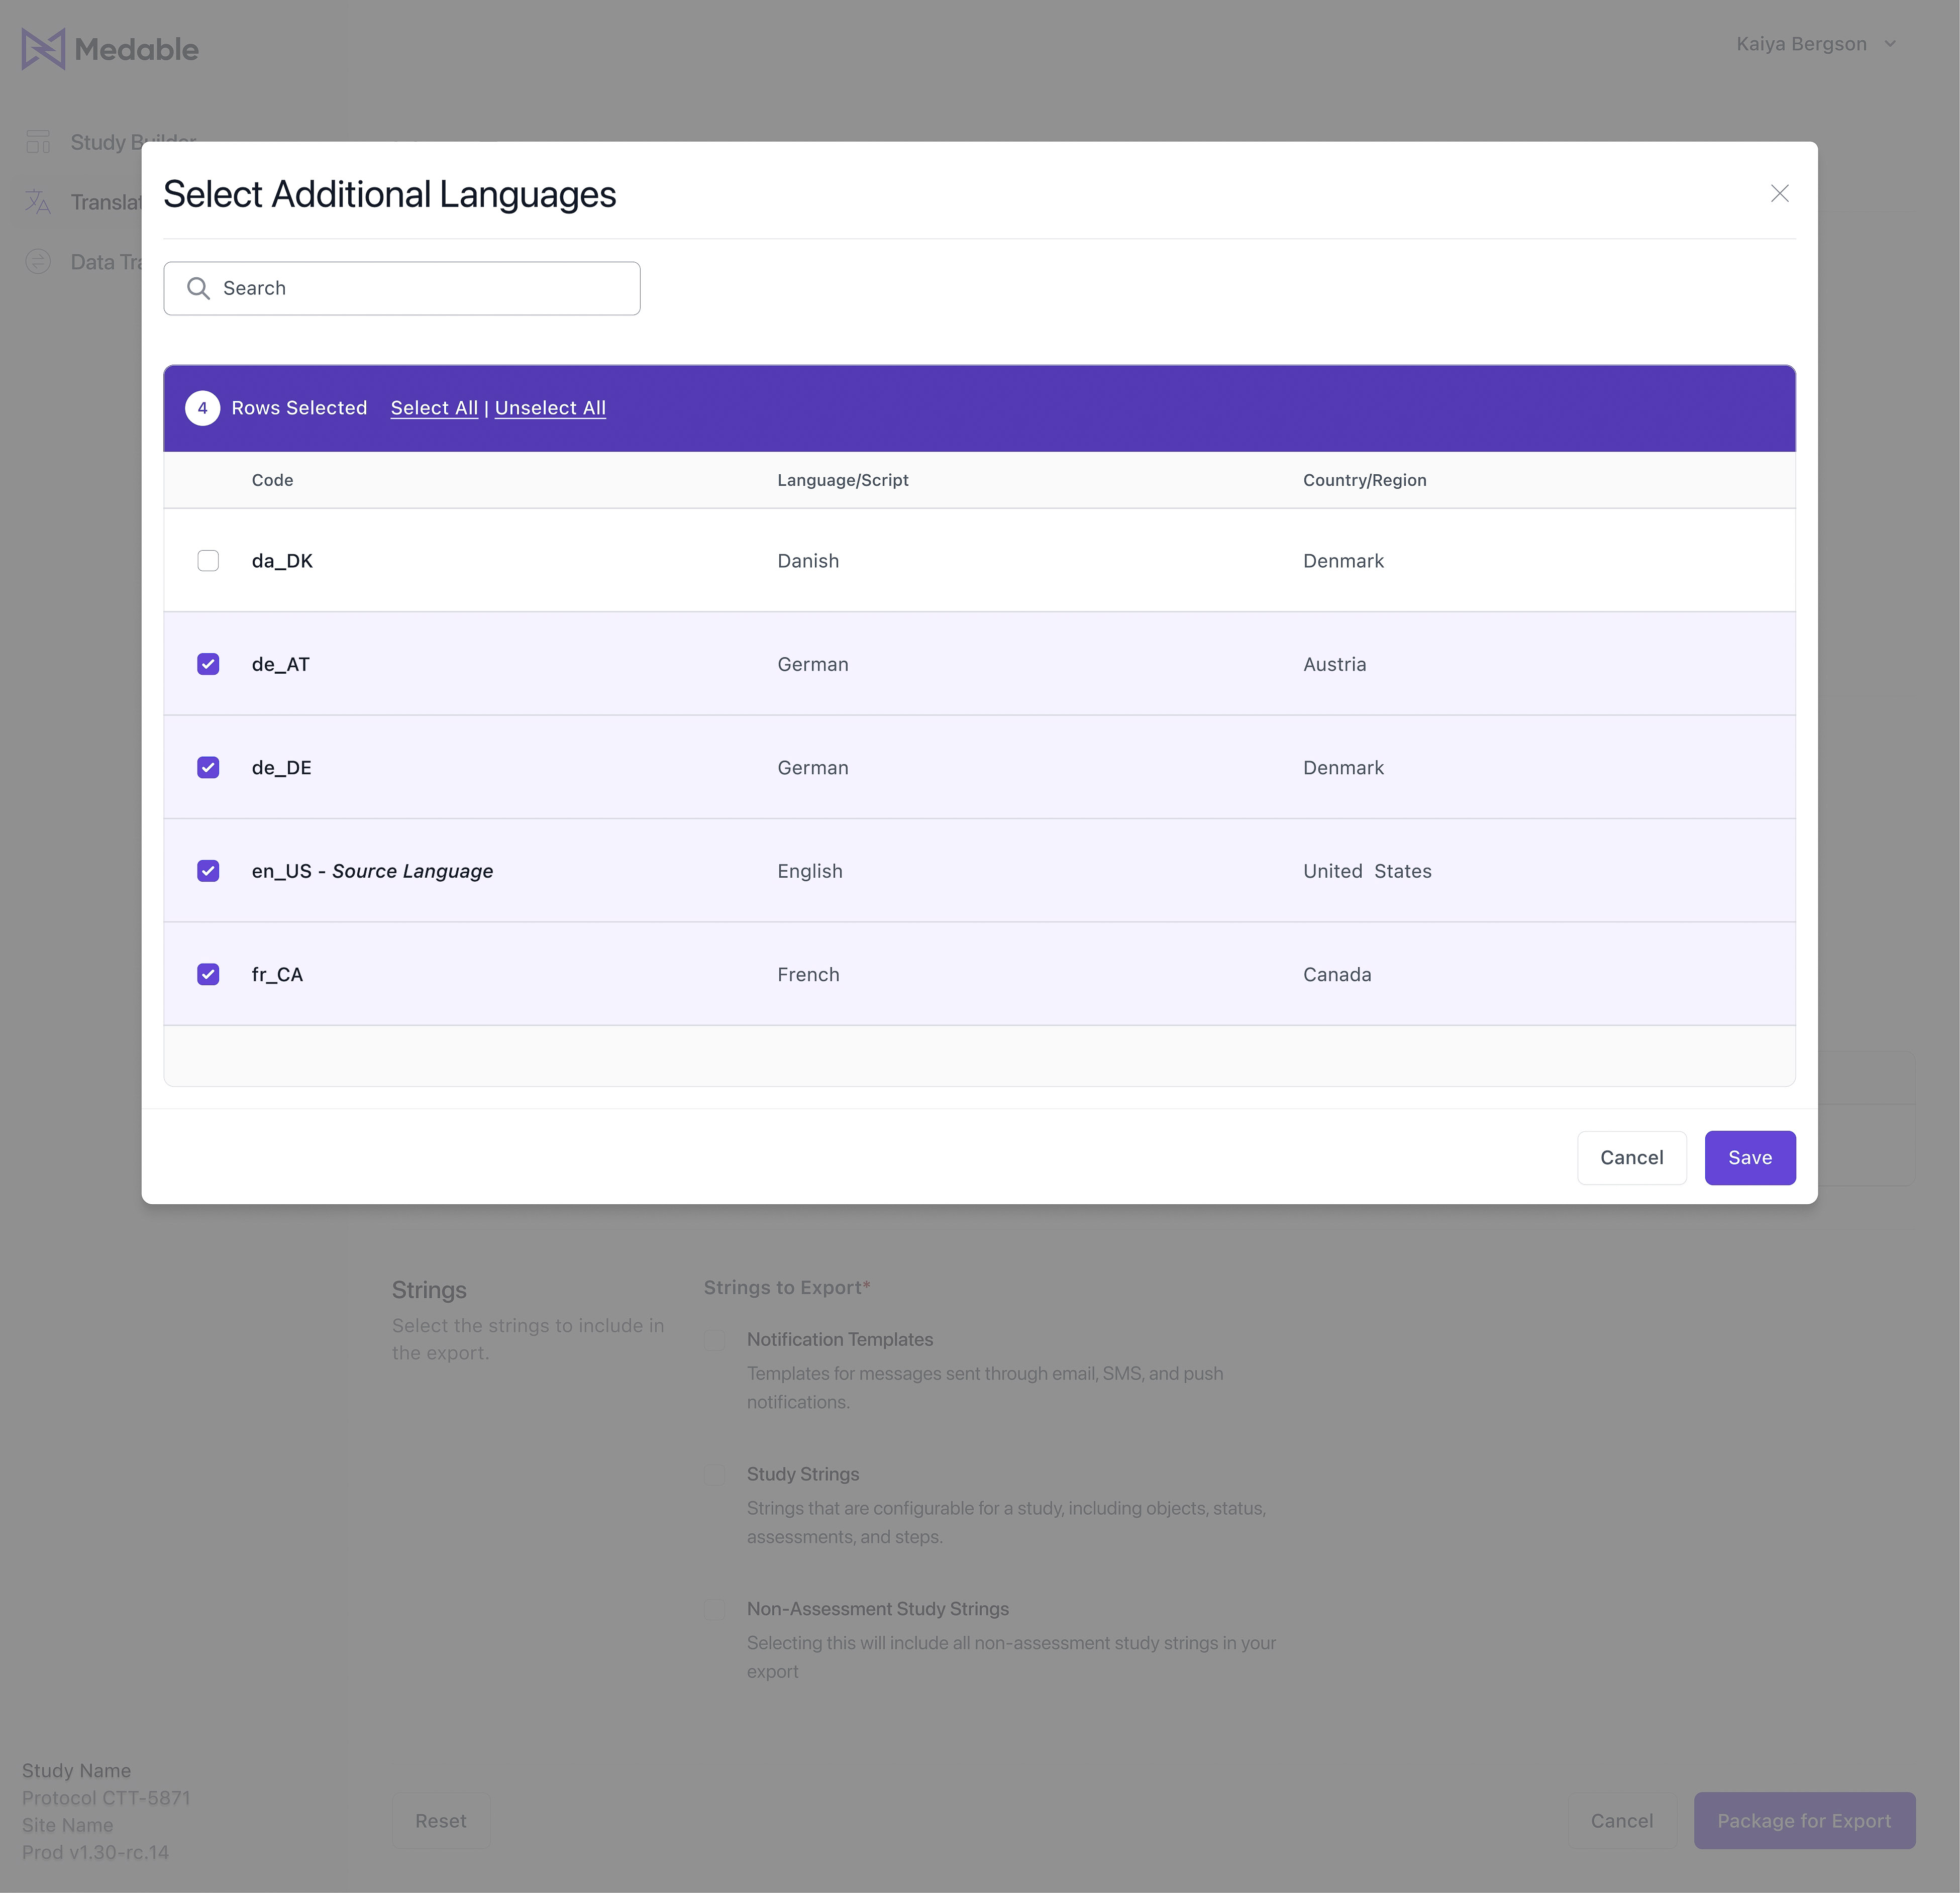 Medable
Kaiya Bergson
Study Builder
Translat
Data Tra
Select Additional Languages
Search
4 Rows Selected Select All | Unselect All
Code Language/Script Country/Region
da_DK Danish Denmark
de_AT German Austria
de_DE German Denmark
en_US - Source Language English United States
fr_CA French Canada
Cancel Save
Strings
Select the strings to include in
the export.
Strings to Export*
Notification Templates
Templates for messages sent through email, SMS, and push
notifications.
Study Strings
Strings that are configurable for a study, including objects, status,
assessments, and steps.
Non-Assessment Study Strings
Selecting this will include all non-assessment study strings in your
export
Study Name
Protocol CTT-5871
Site Name
Prod v1.30-rc.14
Reset
Cancel Package for Export